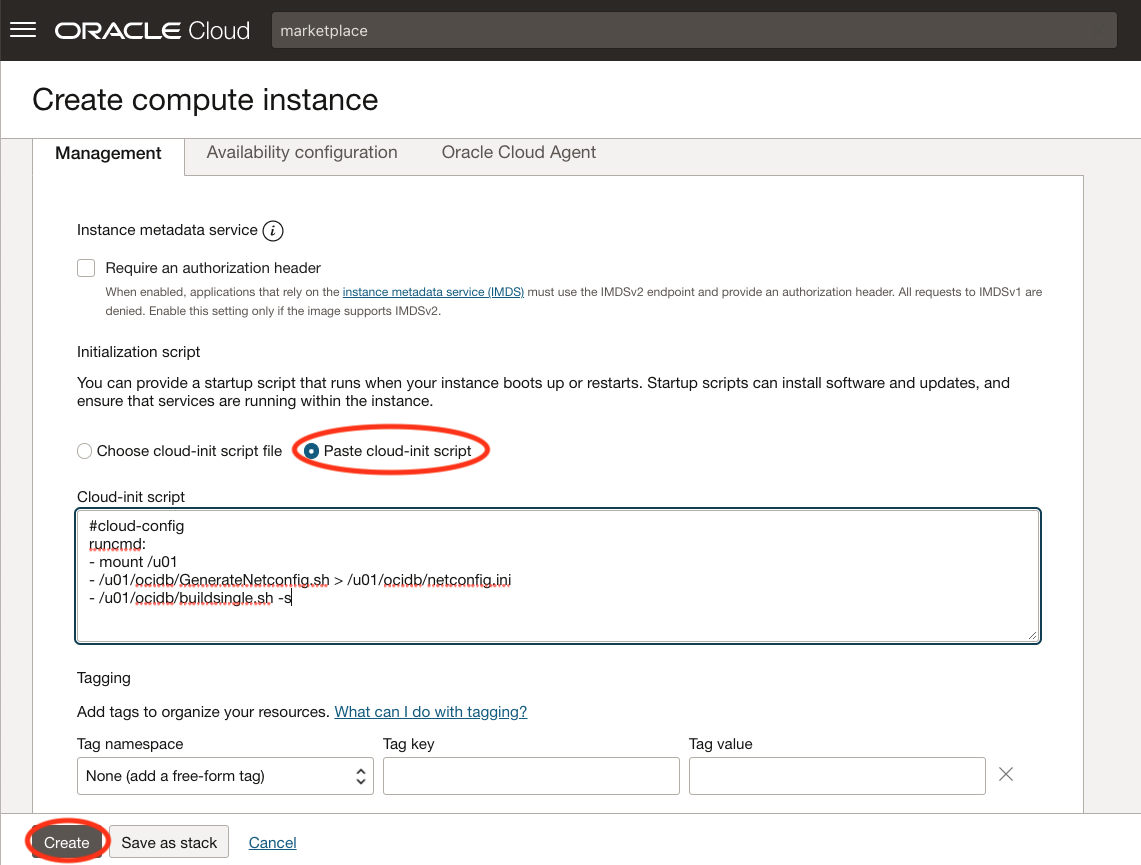 ORACLE Cloud
marketplace
Create compute instance
Management
Availability configuration
Oracle Cloud Agent
Instance metadata service i
Require an authorization header
When enabled, applications that rely on the instance metadata service (IMDS) must use the IMDSv2 endpoint and provide an authorization header. All requests to IMDSv1 are
denied. Enable this setting only if the image supports IMDSv2.
Initialization script
You can provide a startup script that runs when your instance boots up or restarts. Startup scripts can install software and updates, and
ensure that services are running within the instance.
Choose cloud-init script file
Paste cloud-init script
Cloud-init script
#cloud-config
runcmd:
- mount /u01
- /u01/ocidb/GenerateNetconfig.sh > /u01/ocidb/netconfig.ini
- /u01/ocidb/buildsingle.sh -s
Tagging
Add tags to organize your resources. What can I do with tagging?
Tag namespace
Tag key
Tag value
None (add a free-form tag)
Create
Save as stack
Cancel